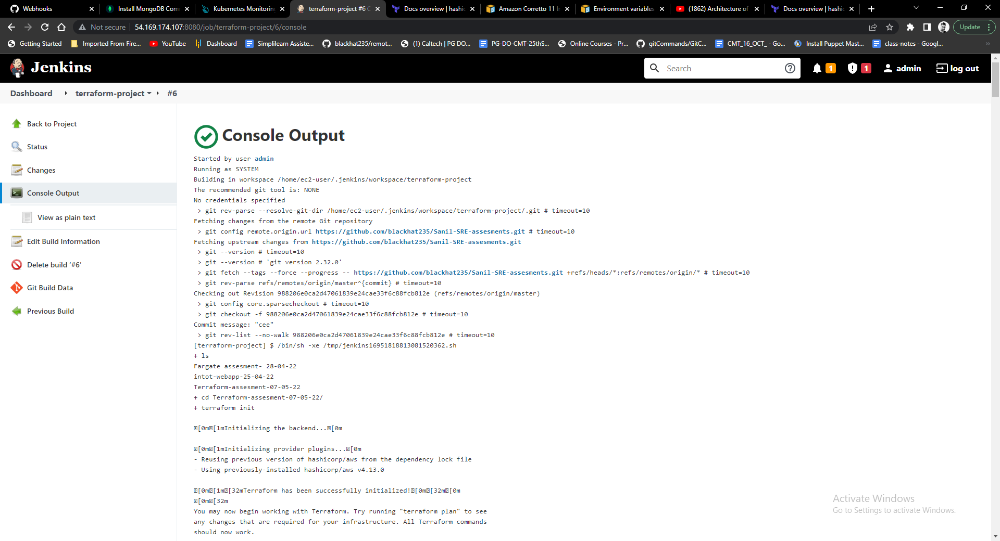 Webhooks
Install MongoDB Com
Kubernetes Monitorin
terraform-project #6 C
Docs overview | hashic
Amazon Corretto 11 In
Environment variables
(1862) Architecture of
Docs overview | hashic
Not secure
54.169.174.107:8080/job/terraform-project/6/console
Update
Getting Started
Imported From Fire...
YouTube
Dashboard
Simplilearn Assiste...
blackhat235/remot...
(1) Caltech | PG DO...
PG-DO-CMT-25thS...
Online Courses - Pr...
gitCommands/GitC...
CMT_16_OCT_ - Go...
Install Puppet Mast...
class-notes - Googl...
Jenkins
Search
1
1
admin
log out
Dashboard
terraform-project
#6
Back to Project
Status
Changes
Console Output
View as plain text
Edit Build Information
Delete build ‘#6’
Git Build Data
Previous Build
Console Output
Started by user admin
Running as SYSTEM
Building in workspace /home/ec2-user/.jenkins/workspace/terraform-project
The recommended git tool is: NONE
No credentials specified
> git rev-parse --resolve-git-dir /home/ec2-user/.jenkins/workspace/terraform-project/.git # timeout=10
Fetching changes from the remote Git repository
> git config remote.origin.url https://github.com/blackhat235/Sanil-SRE-assesments.git # timeout=10
Fetching upstream changes from https://github.com/blackhat235/Sanil-SRE-assesments.git
> git --version # timeout=10
> git --version # 'git version 2.32.0'
> git fetch --tags --force --progress -- https://github.com/blackhat235/Sanil-SRE-assesments.git +refs/heads/*:refs/remotes/origin/* # timeout=10
> git rev-parse refs/remotes/origin/master^{commit} # timeout=10
Checking out Revision 988206e0ca2d47061839e24cae33f6c88fcb812e (refs/remotes/origin/master)
> git config core.sparsecheckout # timeout=10
> git checkout -f 988206e0ca2d47061839e24cae33f6c88fcb812e # timeout=10
Commit message: "cee"
> git rev-list --no-walk 988206e0ca2d47061839e24cae33f6c88fcb812e # timeout=10
[terraform-project] $ /bin/sh -xe /tmp/jenkins16951818813081520362.sh
+ ls
Fargate assesment- 28-04-22
intot-webapp-25-04-22
Terraform-assesment-07-05-22
+ cd Terraform-assesment-07-05-22/
+ terraform init
[0m[1mInitializing the backend...[0m
[0m[1mInitializing provider plugins...[0m
- Reusing previous version of hashicorp/aws from the dependency lock file
- Using previously-installed hashicorp/aws v4.13.0
[0m[1m[32mTerraform has been successfully initialized![0m[32m[0m
[0m[32m
You may now begin working with Terraform. Try running "terraform plan" to see
any changes that are required for your infrastructure. All Terraform commands
should now work.
Activate Windows
Go to Settings to activate Windows.